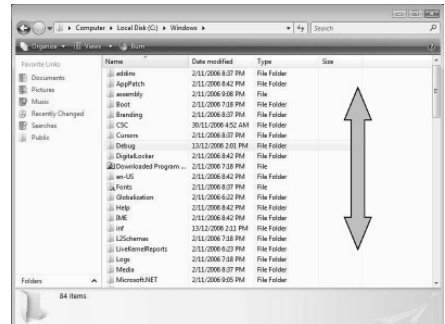 Computer ▸ Local Disk (C:) ▸ Windows ▸ Search
Organize Views Burn
Favorite Links
Documents
Pictures
Music
Recently Changed
Searches
Public
Folders
Name Date modified Type Size
addins 2/11/2006 8:37 PM File Folder
AppPatch 2/11/2006 8:42 PM File Folder
assembly 2/11/2006 9:08 PM File
Boot 2/11/2006 7:18 PM File Folder
Branding 2/11/2006 8:37 PM File Folder
CSC 30/11/2006 4:52 AM File Folder
Cursors 2/11/2006 8:37 PM File Folder
Debug 13/12/2006 2:01 PM File Folder
DigitalLocker 2/11/2006 8:42 PM File Folder
Downloaded Program ... 2/11/2006 7:18 PM File
en-US 2/11/2006 8:42 PM File Folder
Fonts 2/11/2006 8:37 PM File
Globalization 2/11/2006 6:22 PM File Folder
Help 2/11/2006 8:42 PM File Folder
IME 2/11/2006 8:42 PM File Folder
inf 13/12/2006 2:11 PM File Folder
L2Schemas 2/11/2006 7:18 PM File Folder
LiveKernelReports 2/11/2006 6:23 PM File Folder
Logs 2/11/2006 7:18 PM File Folder
Media 2/11/2006 8:37 PM File Folder
Microsoft.NET 2/11/2006 9:05 PM File Folder
84 items